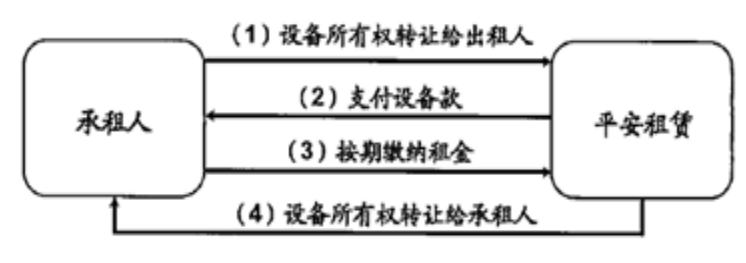 (1)设备所有权转让给出租人
(2)支付设备款
承租人
平安租赁
(3)按期缴纳租金
(4)设备所有权转让给承租人